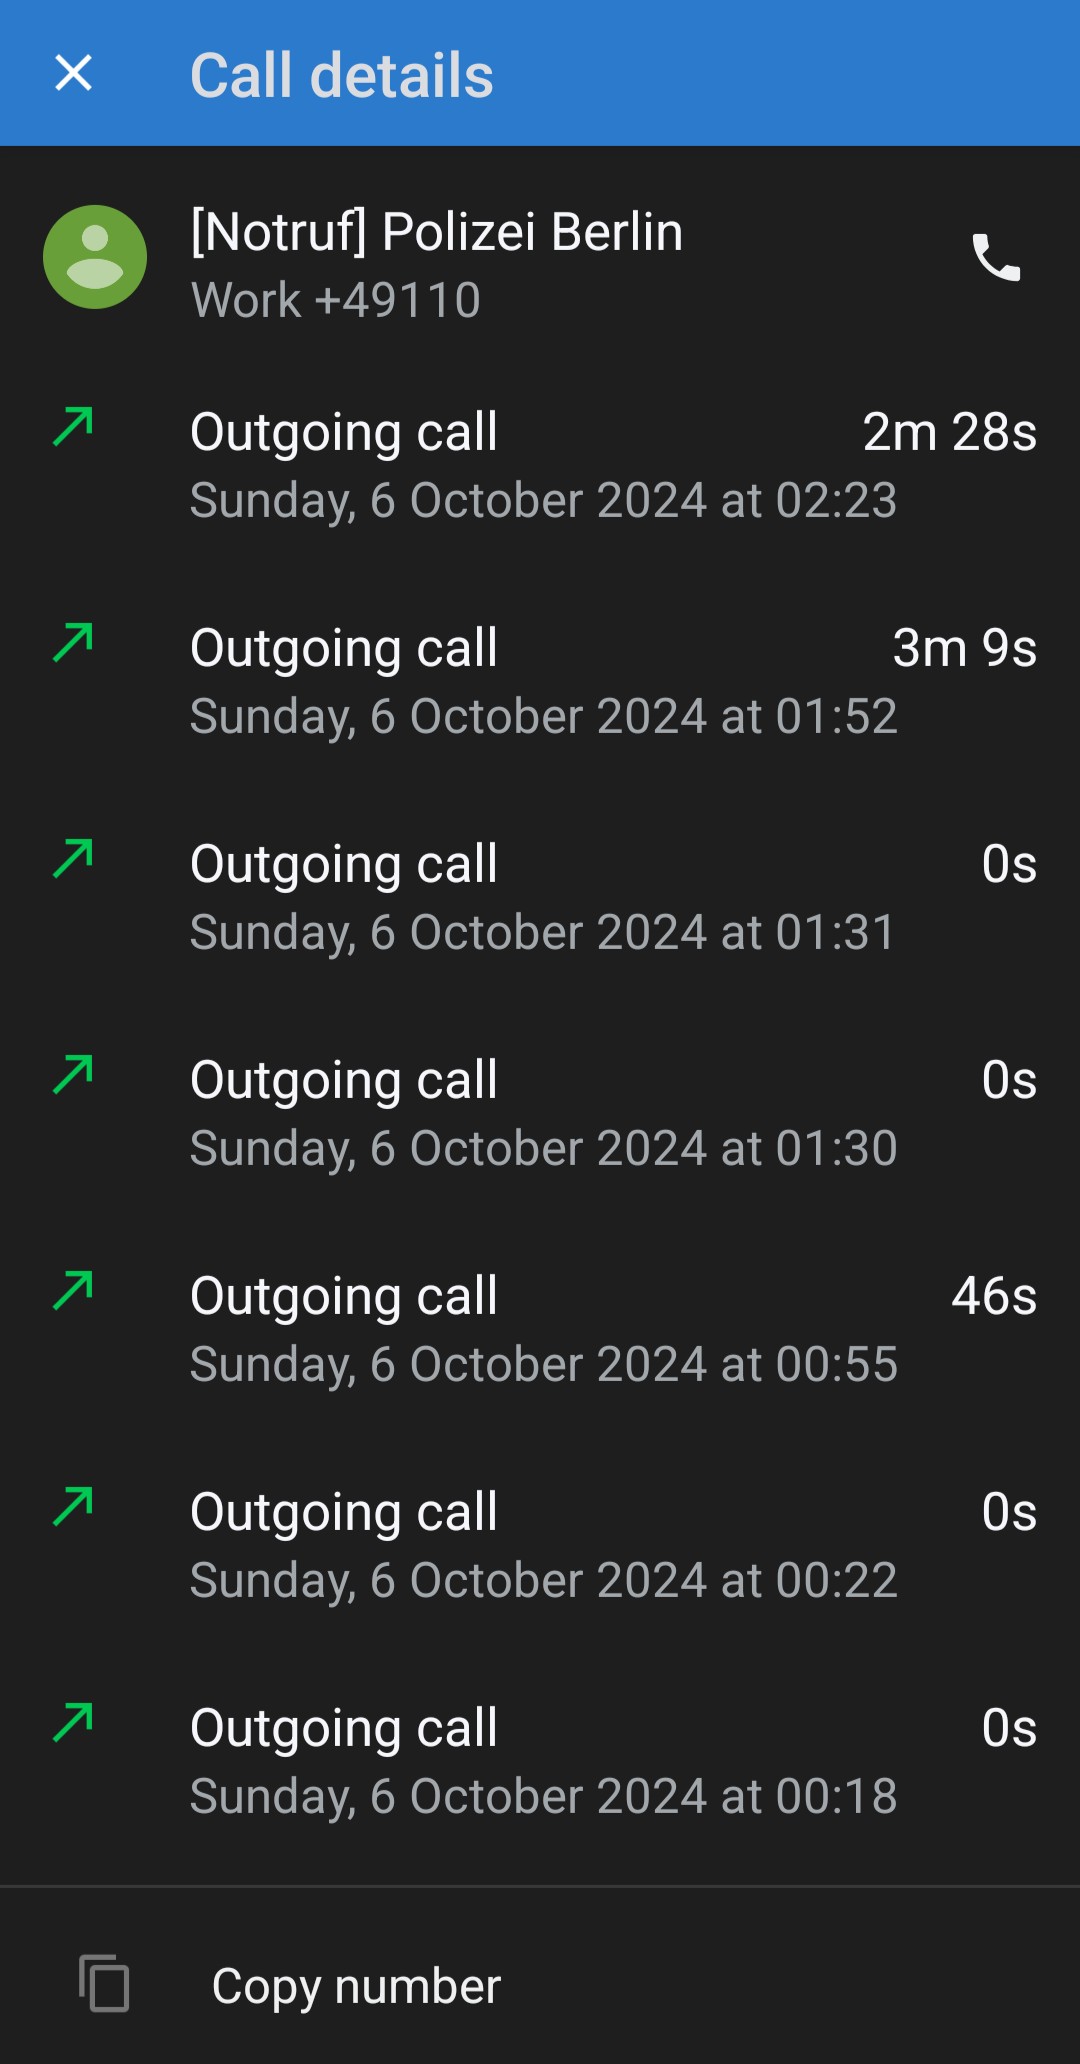 Call details
[Notruf] Polizei Berlin
Work +49110
Outgoing call 2m 28s
Sunday, 6 October 2024 at 02:23
Outgoing call 3m 9s
Sunday, 6 October 2024 at 01:52
Outgoing call 0s
Sunday, 6 October 2024 at 01:31
Outgoing call 0s
Sunday, 6 October 2024 at 01:30
Outgoing call 46s
Sunday, 6 October 2024 at 00:55
Outgoing call 0s
Sunday, 6 October 2024 at 00:22
Outgoing call 0s
Sunday, 6 October 2024 at 00:18
Copy number